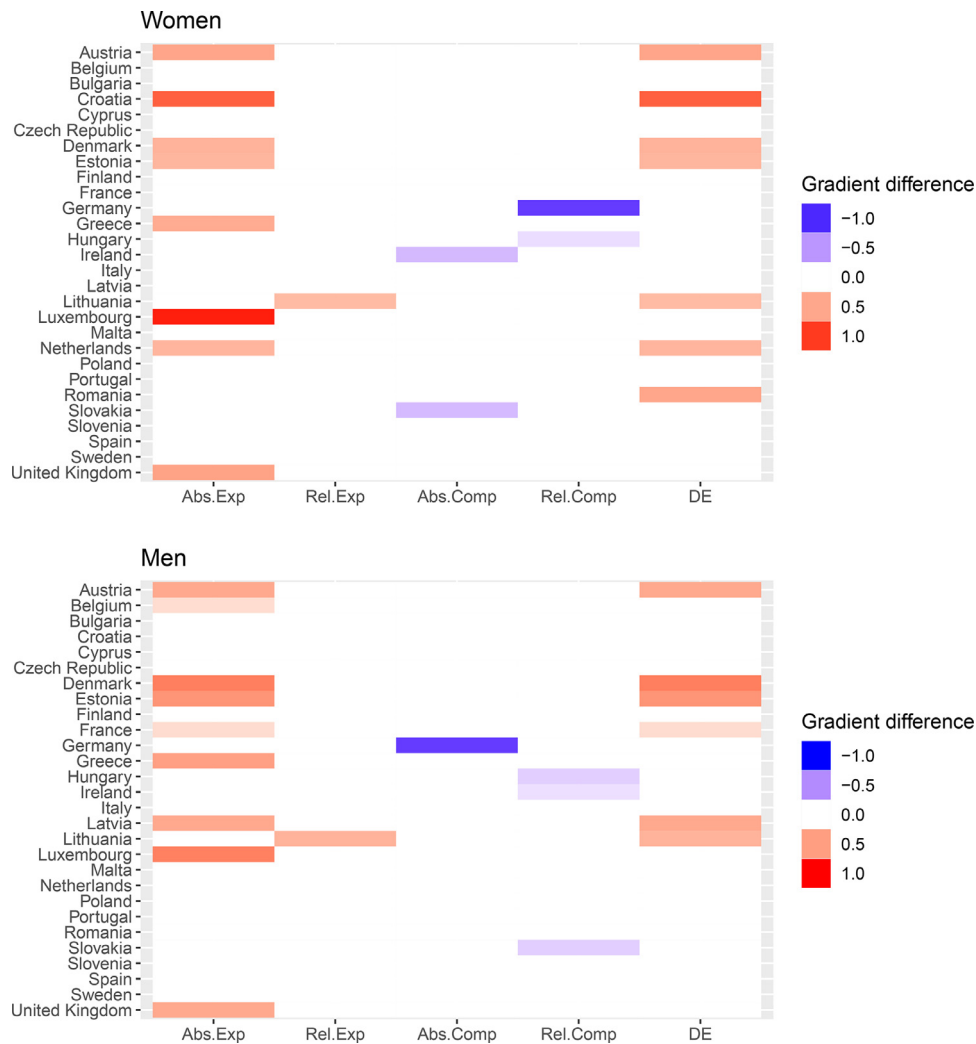 Women
Austria
Belgium
Bulgaria
Croatia
Cyprus
Czech Republic
Denmark
Estonia
Finland
France
Germany
Greece
Hungary
Ireland
Italy
Latvia
Lithuania
Luxembourg
Malta
Netherlands
Poland
Portugal
Romania
Slovakia
Slovenia
Spain
Sweden
United Kingdom
Abs.Exp Rel.Exp Abs.Comp Rel.Comp DE
Gradient difference
−1.0
−0.5
0.0
0.5
1.0
Men
Austria
Belgium
Bulgaria
Croatia
Cyprus
Czech Republic
Denmark
Estonia
Finland
France
Germany
Greece
Hungary
Ireland
Italy
Latvia
Lithuania
Luxembourg
Malta
Netherlands
Poland
Portugal
Romania
Slovakia
Slovenia
Spain
Sweden
United Kingdom
Abs.Exp Rel.Exp Abs.Comp Rel.Comp DE
Gradient difference
−1.0
−0.5
0.0
0.5
1.0